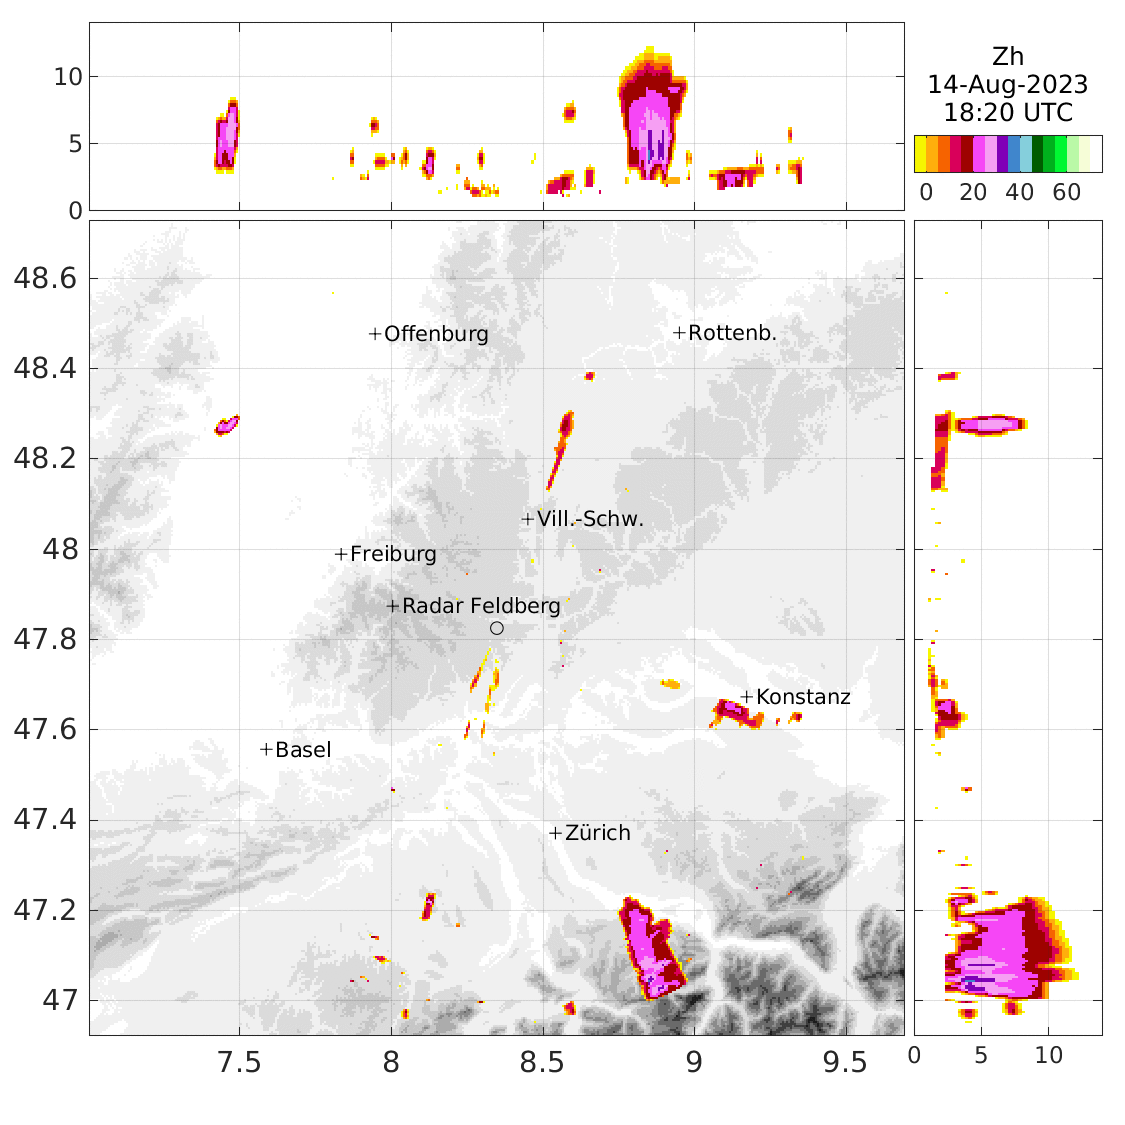 10
5
0
Zh
14-Aug-2023
18:20 UTC
0 20 40 60
48.6
48.4
48.2
48
47.8
47.6
47.4
47.2
47
+Offenburg
+Rottenb.
+Vill.-Schw.
+Freiburg
+Radar Feldberg
+Konstanz
+Basel
+Zürich
7.5 8 8.5 9 9.5
0 5 10